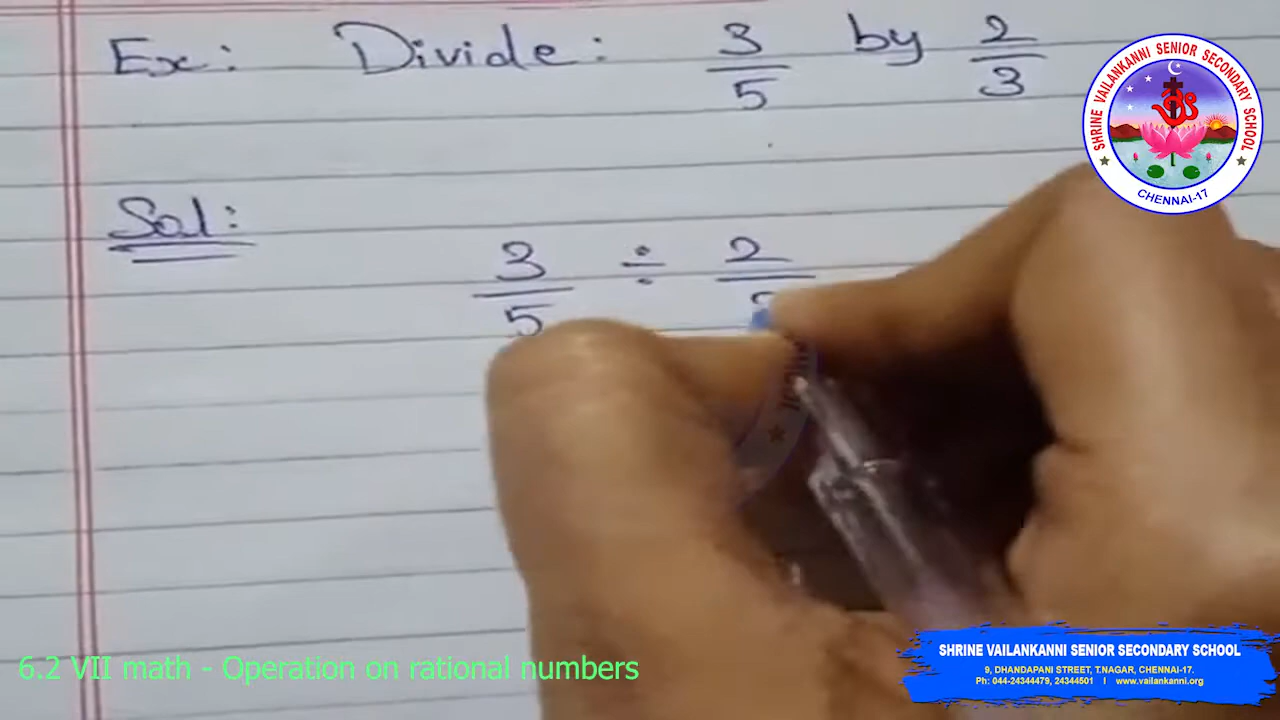 Ex: Divide: 3/5 by 2/3
Sol:
3/5 ÷ 2/
SHRINE VAILANKANNI SENIOR SECONDARY SCHOOL
CHENNAI-17
6.2 VII math - Operation on rational numbers
SHRINE VAILANKANNI SENIOR SECONDARY SCHOOL
9, DHANDAPANI STREET, T.NAGAR, CHENNAI-17.
Ph: 044-24344479, 24344501 I www.vailankanni.org